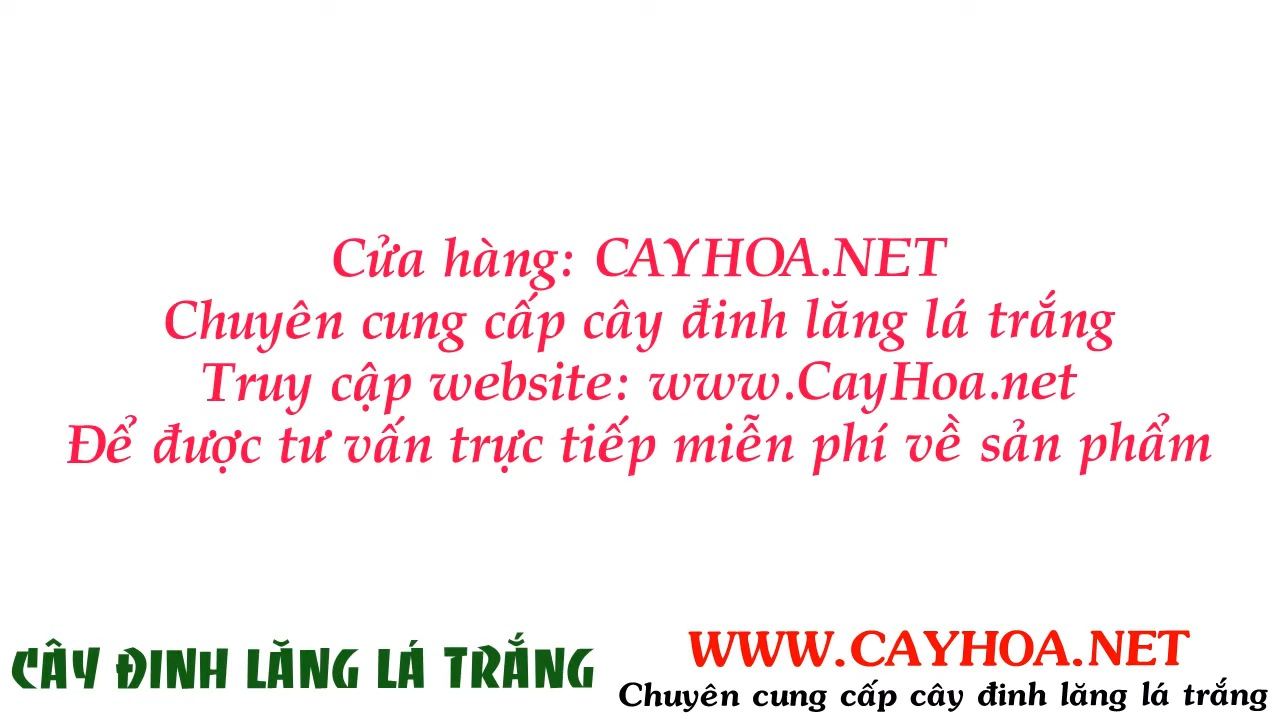 Cửa hàng: CAYHOA.NET
Chuyên cung cấp cây đinh lăng lá trắng
Truy cập website: www.CayHoa.net
Để được tư vấn trực tiếp miễn phí về sản phẩm
CÂY ĐINH LĂNG LÁ TRẮNG
WWW.CAYHOA.NET
Chuyên cung cấp cây đinh lăng lá trắng